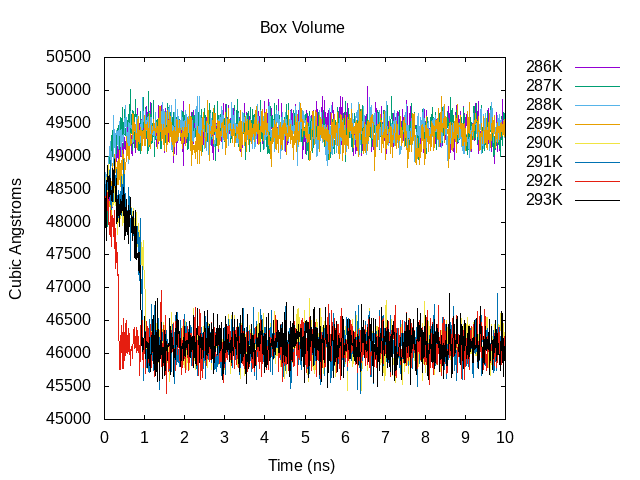 Box Volume
50500
50000
49500
49000
48500
48000
47500
47000
46500
46000
45500
45000
Cubic Angstroms
0 1 2 3 4 5 6 7 8 9 10
Time (ns)
286K
287K
288K
289K
290K
291K
292K
293K